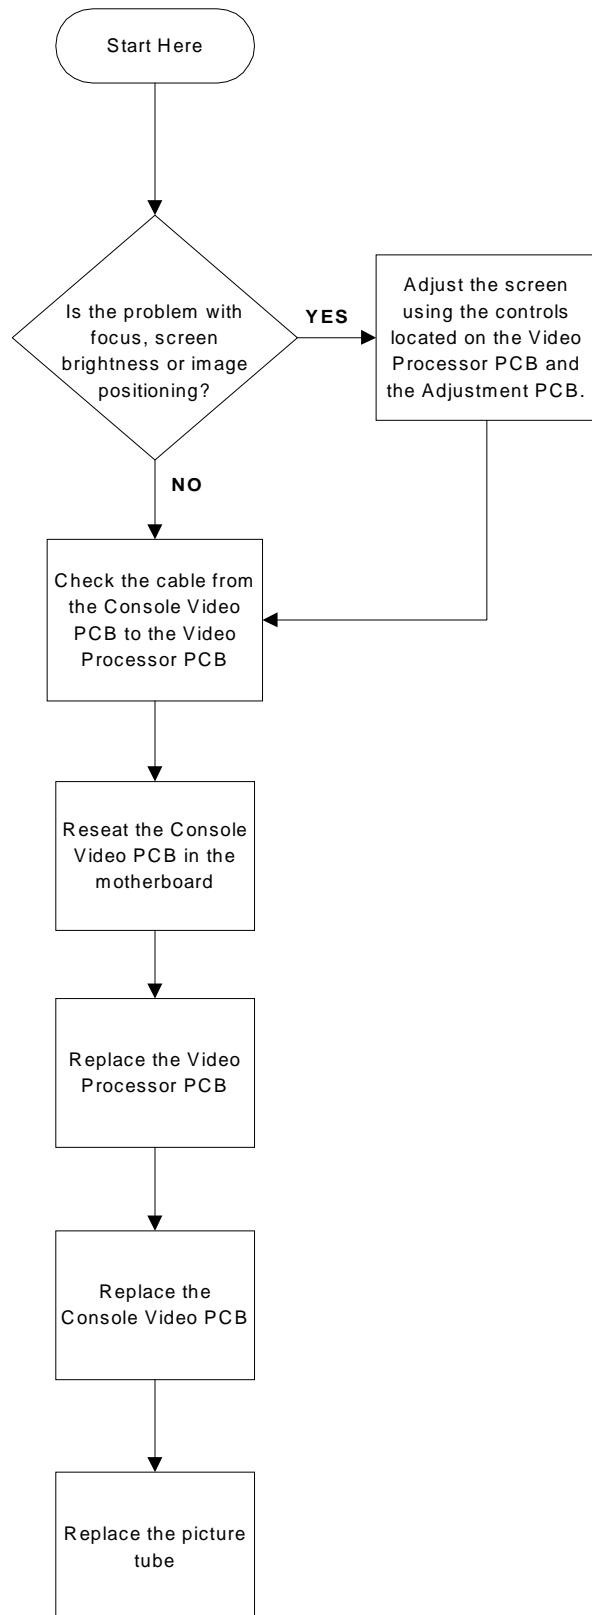 Start Here
Is the problem with
focus, screen
brightness or image
positioning?
YES
Adjust the screen
using the controls
located on the Video
Processor PCB and
the Adjustment PCB.
NO
Check the cable from
the Console Video
PCB to the Video
Processor PCB
Reseat the Console
Video PCB in the
motherboard
Replace the Video
Processor PCB
Replace the
Console Video PCB
Replace the picture
tube